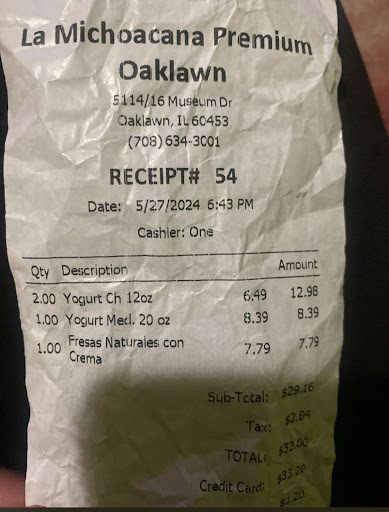 La Michoacana Premium
Oaklawn
5114/16 Museum Dr
Oaklawn, IL 60453
(708) 634-3001
RECEIPT# 54
Date: 5/27/2024 6:43 PM
Cashier: One
Qty Description Amount
2.00 Yogurt Ch 12oz 6.49 12.98
1.00 Yogurt Med. 20 oz 8.39 8.39
1.00 Fresas Naturales con Crema 7.79 7.79
Sub-Total: $29.16
Tax: $2.84
TOTAL: $32.00
Credit Card: $33.20
$1.20